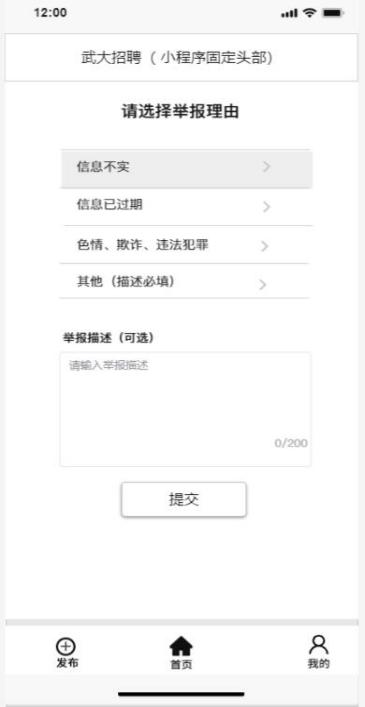 12:00
武大招聘（ 小程序固定头部)
请选择举报理由
信息不实
信息已过期
色情、欺诈、违法犯罪
其他（描述必填）
举报描述（可选）
请输入举报描述
0/200
提交
发布
首页
我的